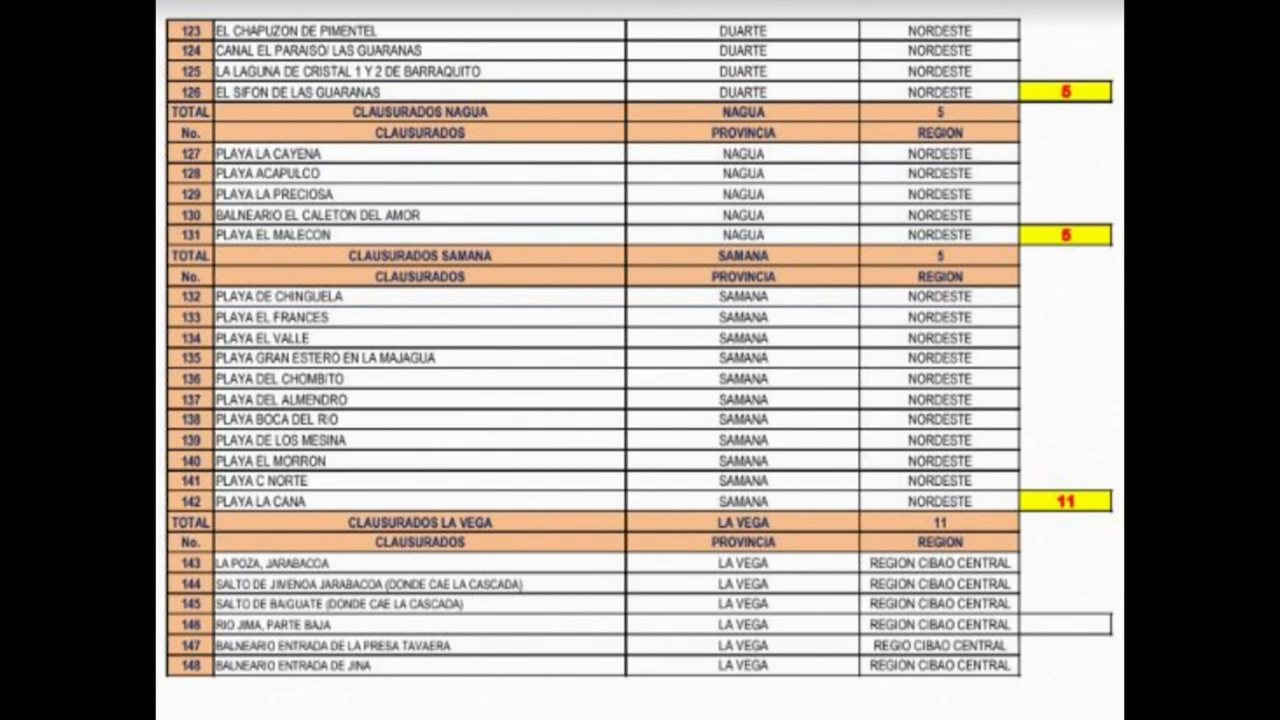 123 EL CHAPUZON DE PIMENTEL DUARTE NORDESTE
124 CANAL EL PARAISO/ LAS GUARANAS DUARTE NORDESTE
125 LA LAGUNA DE CRISTAL 1 Y 2 DE BARRAQUITO DUARTE NORDESTE
126 EL SIFON DE LAS GUARANAS DUARTE NORDESTE 5
TOTAL CLAUSURADOS NAGUA NAGUA 5
No. CLAUSURADOS PROVINCIA REGION
127 PLAYA LA CAYENA NAGUA NORDESTE
128 PLAYA ACAPULCO NAGUA NORDESTE
129 PLAYA LA PRECIOSA NAGUA NORDESTE
130 BALNEARIO EL CALETON DEL AMOR NAGUA NORDESTE
131 PLAYA EL MALECON NAGUA NORDESTE 5
TOTAL CLAUSURADOS SAMANA SAMANA 5
No. CLAUSURADOS PROVINCIA REGION
132 PLAYA DE CHINGUELA SAMANA NORDESTE
133 PLAYA EL FRANCES SAMANA NORDESTE
134 PLAYA EL VALLE SAMANA NORDESTE
135 PLAYA GRAN ESTERO EN LA MAJAGUA SAMANA NORDESTE
136 PLAYA DEL CHOMBITO SAMANA NORDESTE
137 PLAYA DEL ALMENDRO SAMANA NORDESTE
138 PLAYA BOCA DEL RIO SAMANA NORDESTE
139 PLAYA DE LOS MESINA SAMANA NORDESTE
140 PLAYA EL MORRON SAMANA NORDESTE
141 PLAYA C NORTE SAMANA NORDESTE
142 PLAYA LA CANA SAMANA NORDESTE 11
TOTAL CLAUSURADOS LA VEGA LA VEGA 11
No. CLAUSURADOS PROVINCIA REGION
143 LA POZA, JARABACOA LA VEGA REGION CIBAO CENTRAL
144 SALTO DE JIVENOA JARABACOA (DONDE CAE LA CASCADA) LA VEGA REGION CIBAO CENTRAL
145 SALTO DE BAIGUATE (DONDE CAE LA CASCADA) LA VEGA REGION CIBAO CENTRAL
146 RIO JIMA, PARTE BAJA LA VEGA REGION CIBAO CENTRAL
147 BALNEARIO ENTRADA DE LA PRESA TAVAERA LA VEGA REGIO CIBAO CENTRAL
148 BALNEARIO ENTRADA DE JINA LA VEGA REGION CIBAO CENTRAL